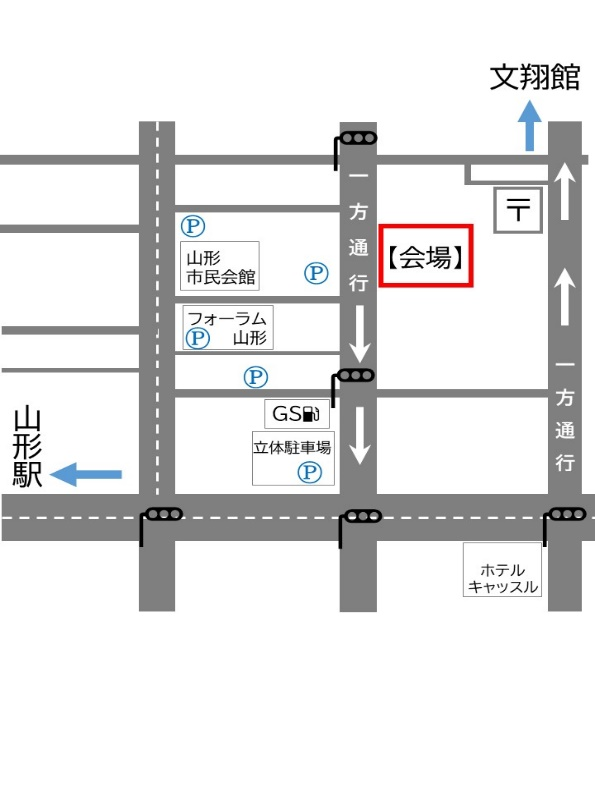 文翔館
一方通行
〒
Ⓟ
山形
市民会館
Ⓟ
【会場】
フォーラム
Ⓟ 山形
Ⓟ
一方通行
GS
立体駐車場
Ⓟ
山形駅
ホテル
キャッスル